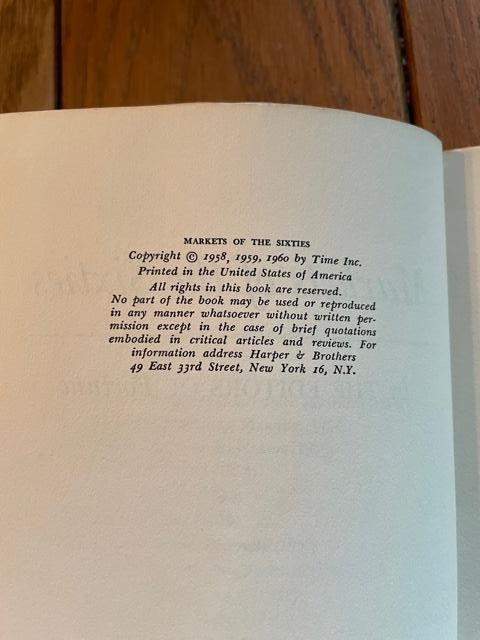 MARKETS OF THE SIXTIES
Copyright © 1958, 1959, 1960 by Time Inc.
Printed in the United States of America
All rights in this book are reserved.
No part of the book may be used or reproduced
in any manner whatsoever without written per-
mission except in the case of brief quotations
embodied in critical articles and reviews. For
information address Harper & Brothers
49 East 33rd Street, New York 16, N.Y.